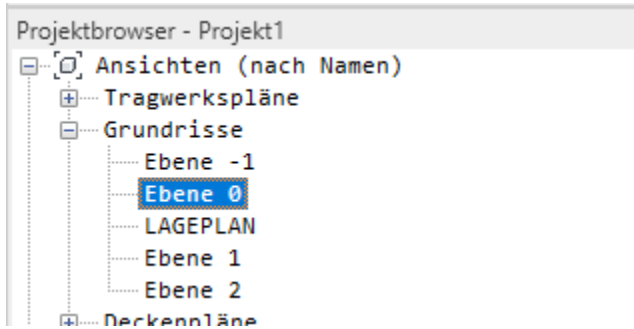 Projektbrowser - Projekt1
Ansichten (nach Namen)
Tragwerkspläne
Grundrisse
Ebene -1
Ebene 0
LAGEPLAN
Ebene 1
Ebene 2
Deckenpläne